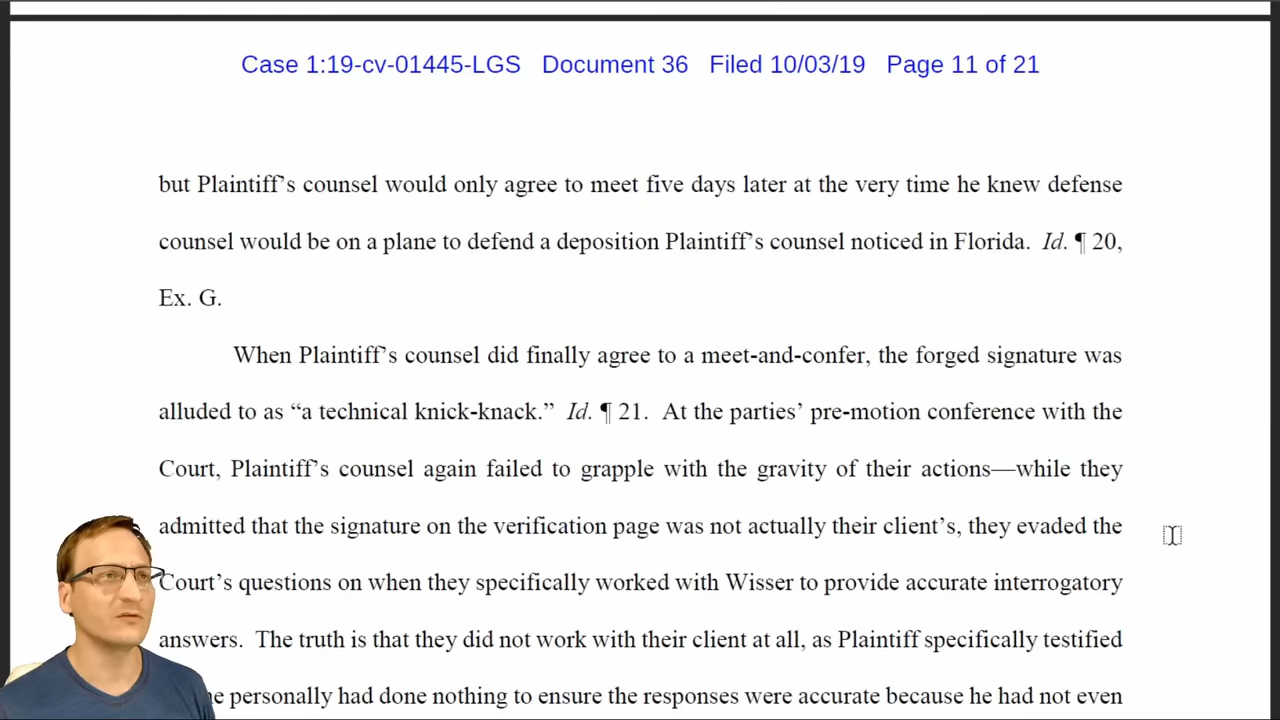 Case 1:19-cv-01445-LGS Document 36 Filed 10/03/19 Page 11 of 21
but Plaintiff’s counsel would only agree to meet five days later at the very time he knew defense
counsel would be on a plane to defend a deposition Plaintiff’s counsel noticed in Florida. Id. ¶ 20,
Ex. G.
When Plaintiff’s counsel did finally agree to a meet-and-confer, the forged signature was
alluded to as “a technical knick-knack.” Id. ¶ 21. At the parties’ pre-motion conference with the
Court, Plaintiff’s counsel again failed to grapple with the gravity of their actions—while they
admitted that the signature on the verification page was not actually their client’s, they evaded the
Court’s questions on when they specifically worked with Wisser to provide accurate interrogatory
answers. The truth is that they did not work with their client at all, as Plaintiff specifically testified
personally had done nothing to ensure the responses were accurate because he had not even